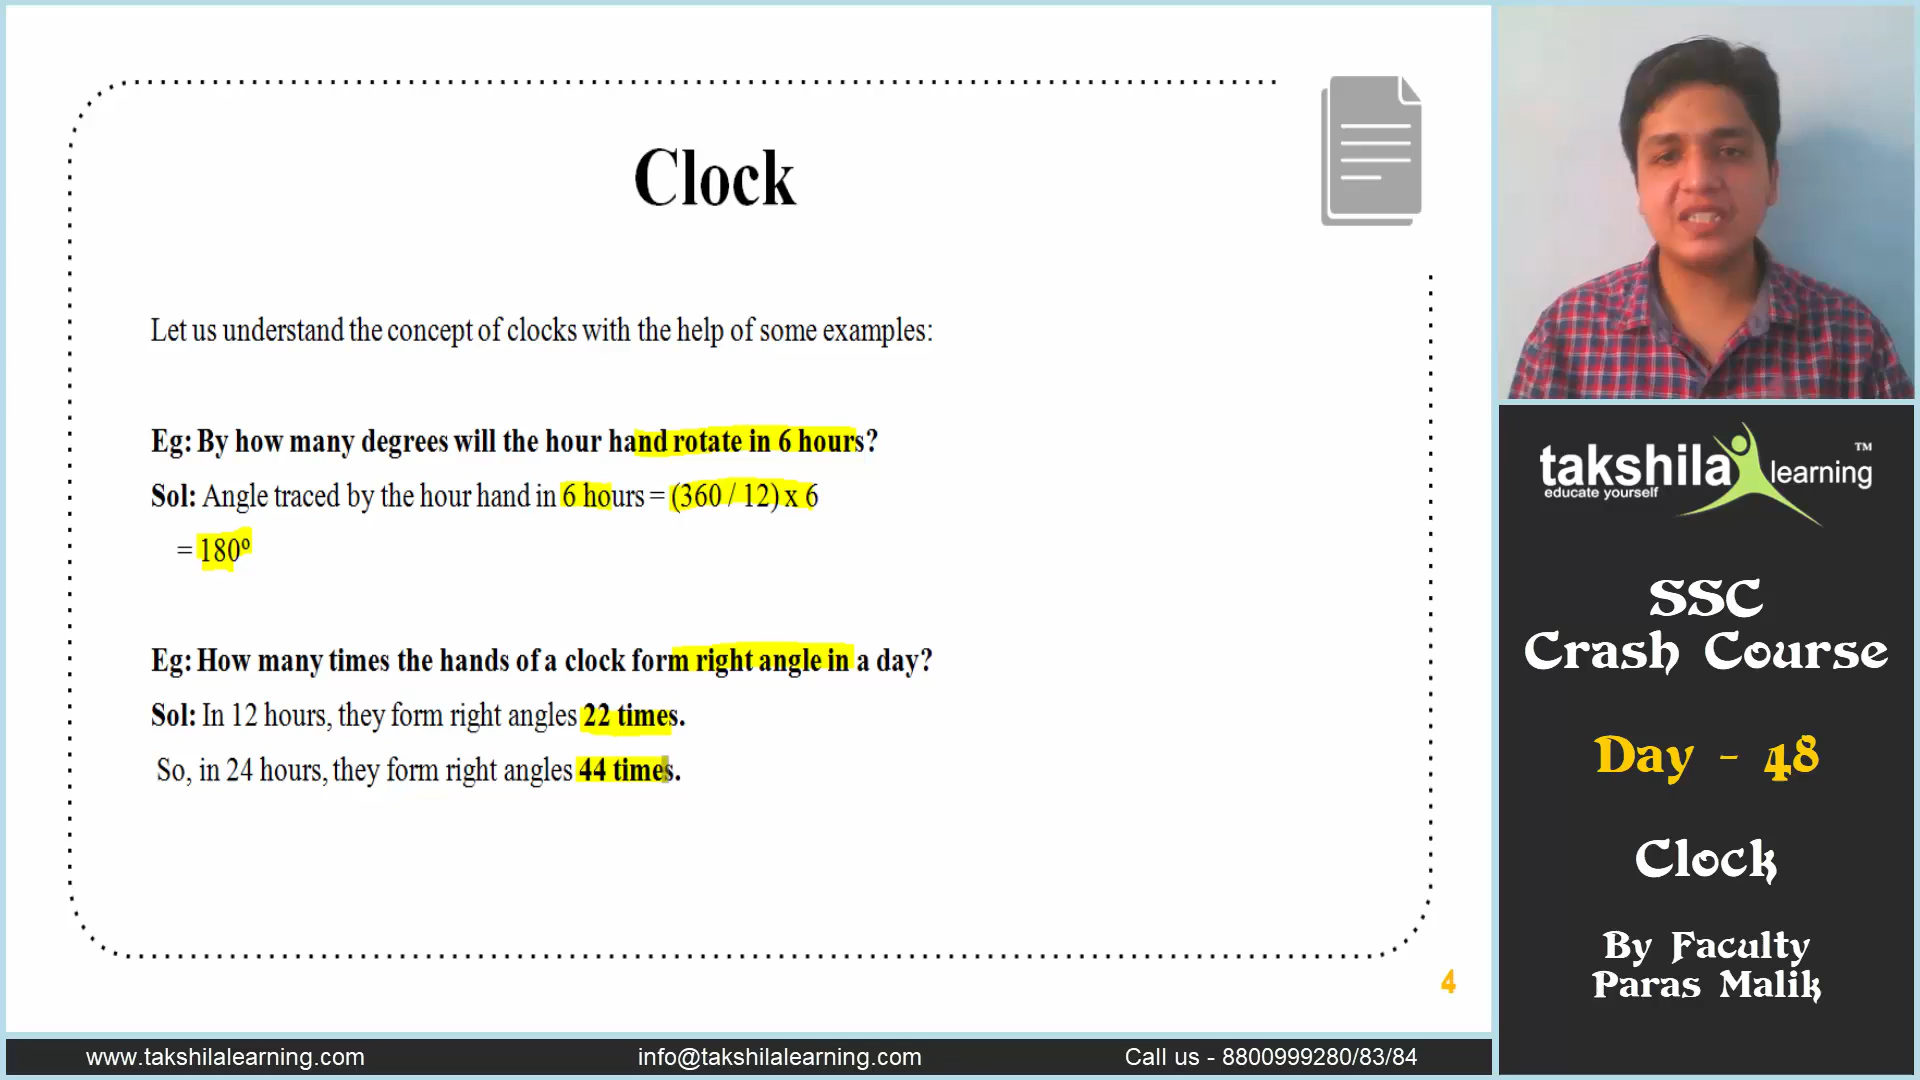 Clock
Let us understand the concept of clocks with the help of some examples:
Eg: By how many degrees will the hour hand rotate in 6 hours?
Sol: Angle traced by the hour hand in 6 hours = (360 / 12) x 6
= 180º
Eg: How many times the hands of a clock form right angle in a day?
Sol: In 12 hours, they form right angles 22 times.
So, in 24 hours, they form right angles 44 times.
4
takshila learning TM
educate yourself
SSC
Crash Course
Day - 48
Clock
By Faculty
Paras Malik
www.takshilalearning.com info@takshilalearning.com Call us - 8800999280/83/84